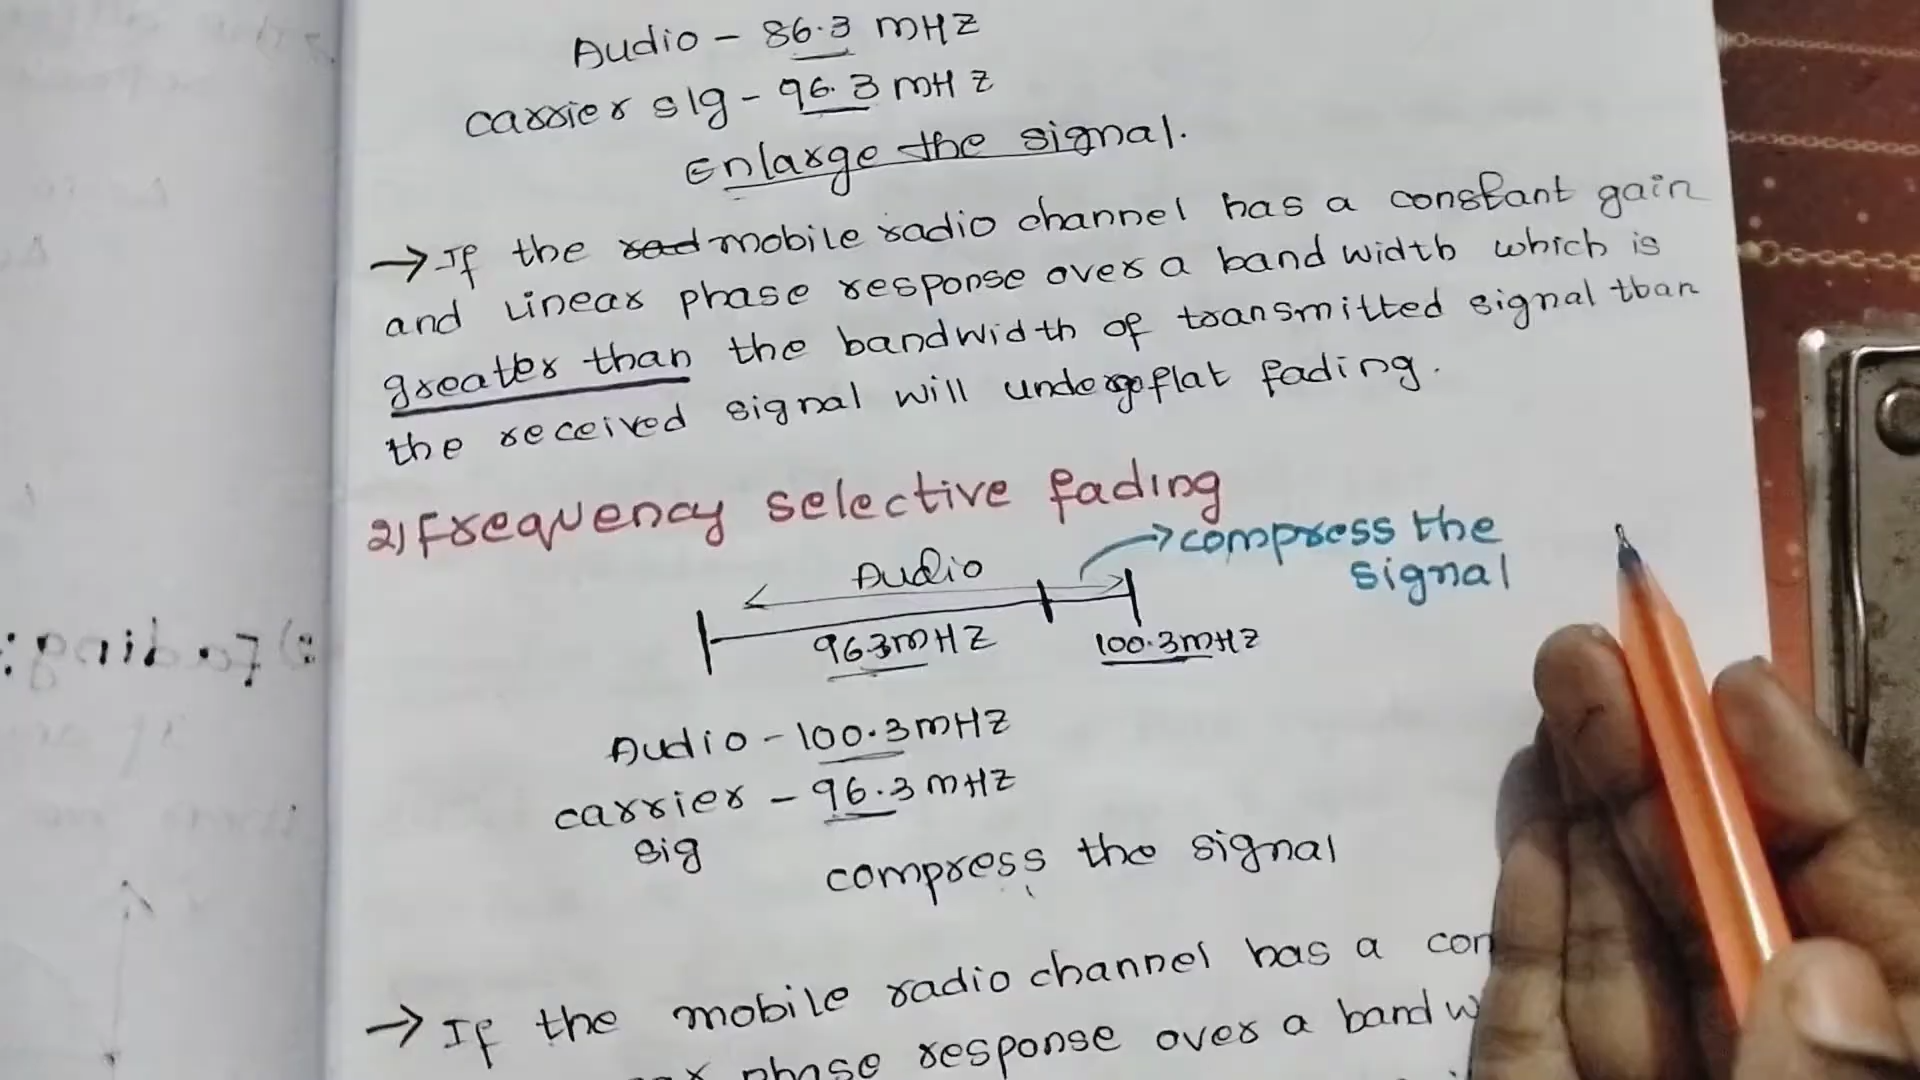 Audio - 86.3 mHz
carrier sig - 96.3 mHz
Enlarge the signal.
→ If the rad mobile radio channel has a constant gain
and Linear phase response over a band width which is
greater than the bandwidth of transmitted signal than
the received signal will undergo flat fading.
2) Frequency selective fading
→ compress the
signal
Audio
963mHz 100.3mHz
Audio - 100.3mHz
carrier - 96.3 mHz
sig
compress the signal
→ If the mobile radio channel has a con
phase response over a band w